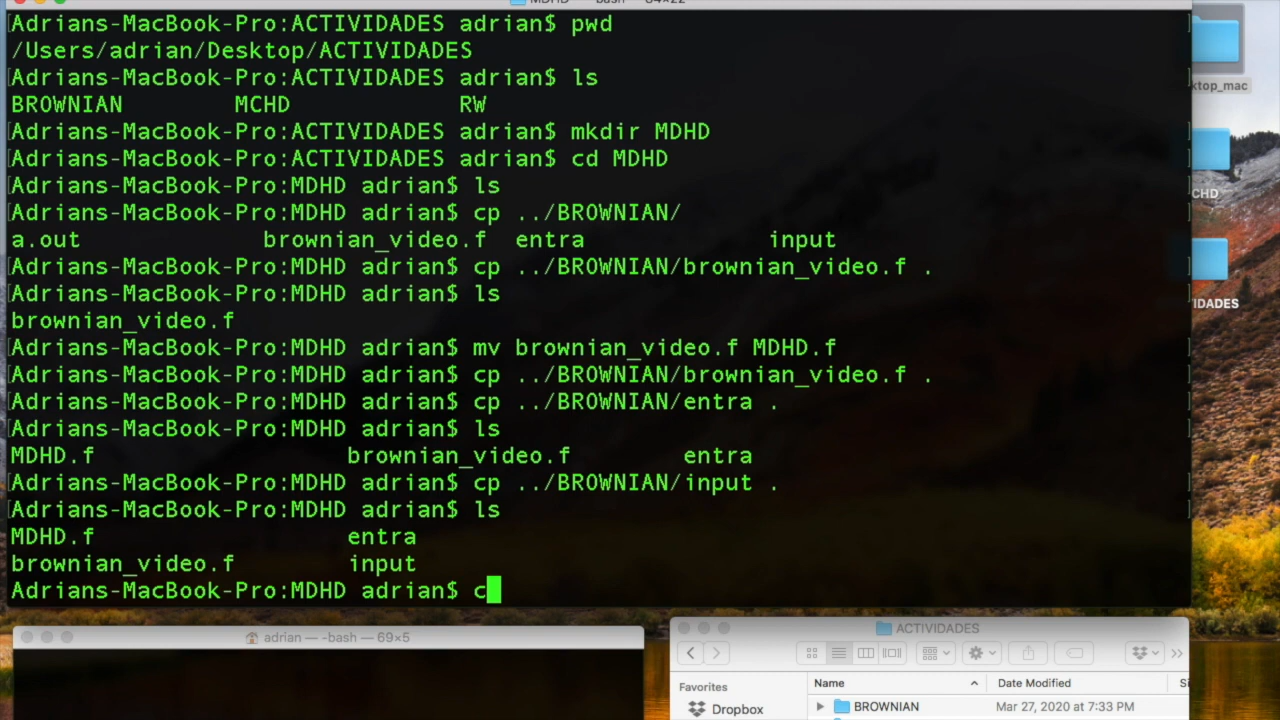 Adrians-MacBook-Pro:ACTIVIDADES adrian$ pwd
/Users/adrian/Desktop/ACTIVIDADES
Adrians-MacBook-Pro:ACTIVIDADES adrian$ ls
BROWNIAN MCHD RW
Adrians-MacBook-Pro:ACTIVIDADES adrian$ mkdir MDHD
Adrians-MacBook-Pro:ACTIVIDADES adrian$ cd MDHD
Adrians-MacBook-Pro:MDHD adrian$ ls
Adrians-MacBook-Pro:MDHD adrian$ cp ../BROWNIAN/
a.out brownian_video.f entra input
Adrians-MacBook-Pro:MDHD adrian$ cp ../BROWNIAN/brownian_video.f .
Adrians-MacBook-Pro:MDHD adrian$ ls
brownian_video.f
Adrians-MacBook-Pro:MDHD adrian$ mv brownian_video.f MDHD.f
Adrians-MacBook-Pro:MDHD adrian$ cp ../BROWNIAN/brownian_video.f .
Adrians-MacBook-Pro:MDHD adrian$ cp ../BROWNIAN/entra .
Adrians-MacBook-Pro:MDHD adrian$ ls
MDHD.f brownian_video.f entra
Adrians-MacBook-Pro:MDHD adrian$ cp ../BROWNIAN/input .
Adrians-MacBook-Pro:MDHD adrian$ ls
MDHD.f entra
brownian_video.f input
Adrians-MacBook-Pro:MDHD adrian$ c
ktop_mac
CHD
IDADES
adrian — -bash — 69×5
ACTIVIDADES
Favorites
Dropbox
Name Date Modified Si
BROWNIAN Mar 27, 2020 at 7:33 PM